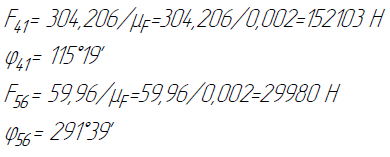 F₄₁= 304,206/μF=304,206/0,002=152103 Н
φ₄₁= 115°19'
F₅₆= 59,96/μF=59,96/0,002=29980 Н
φ₅₆= 291°39'